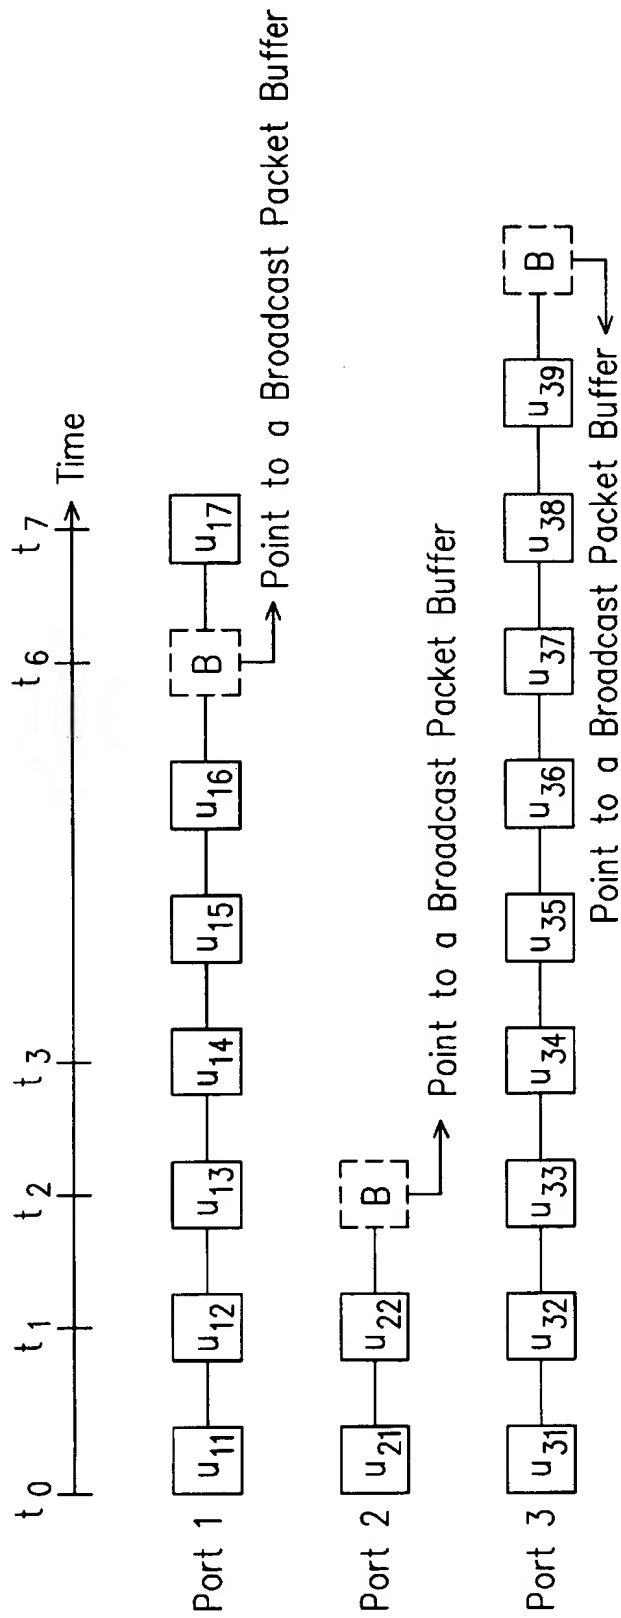 t0 t1 t2 t3 t6 t7
Time
Port 1 u11 u12 u13 u14 u15 u16 B u17
Point to a Broadcast Packet Buffer
Port 2 u21 u22 B
Point to a Broadcast Packet Buffer
Port 3 u31 u32 u33 u34 u35 u36 u37 u38 u39 B
Point to a Broadcast Packet Buffer